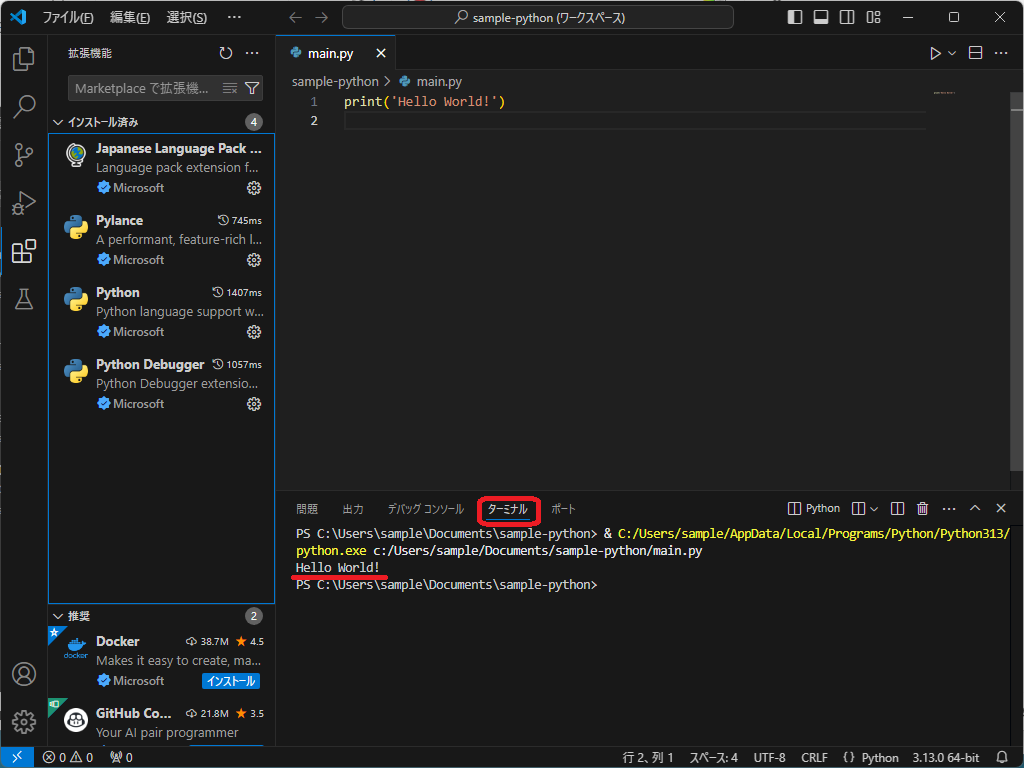 ファイル(F) 編集(E) 選択(S) ··· sample-python (ワークスペース)
拡張機能 ···
Marketplace で拡張機...
インストール済み 4
Japanese Language Pack ...
Language pack extension f...
Microsoft
Pylance 745ms
A performant, feature-rich l...
Microsoft
Python 1407ms
Python language support w...
Microsoft
Python Debugger 1057ms
Python Debugger extensio...
Microsoft
推奨 2
Docker 38.7M ★ 4.5
docker
Makes it easy to create, ma...
Microsoft
インストール
GitHub Co... 21.8M ★ 3.5
Your AI pair programmer
main.py
sample-python > main.py
1 print('Hello World!')
2
問題 出力 デバッグ コンソール ターミナル ポート Python ···
PS C:\Users\sample\Documents\sample-python> & C:/Users/sample/AppData/Local/Programs/Python/Python313/
python.exe c:/Users/sample/Documents/sample-python/main.py
Hello World!
PS C:\Users\sample\Documents\sample-python>
0 0 0 行 2、列 1 スペース: 4 UTF-8 CRLF {} Python 3.13.0 64-bit